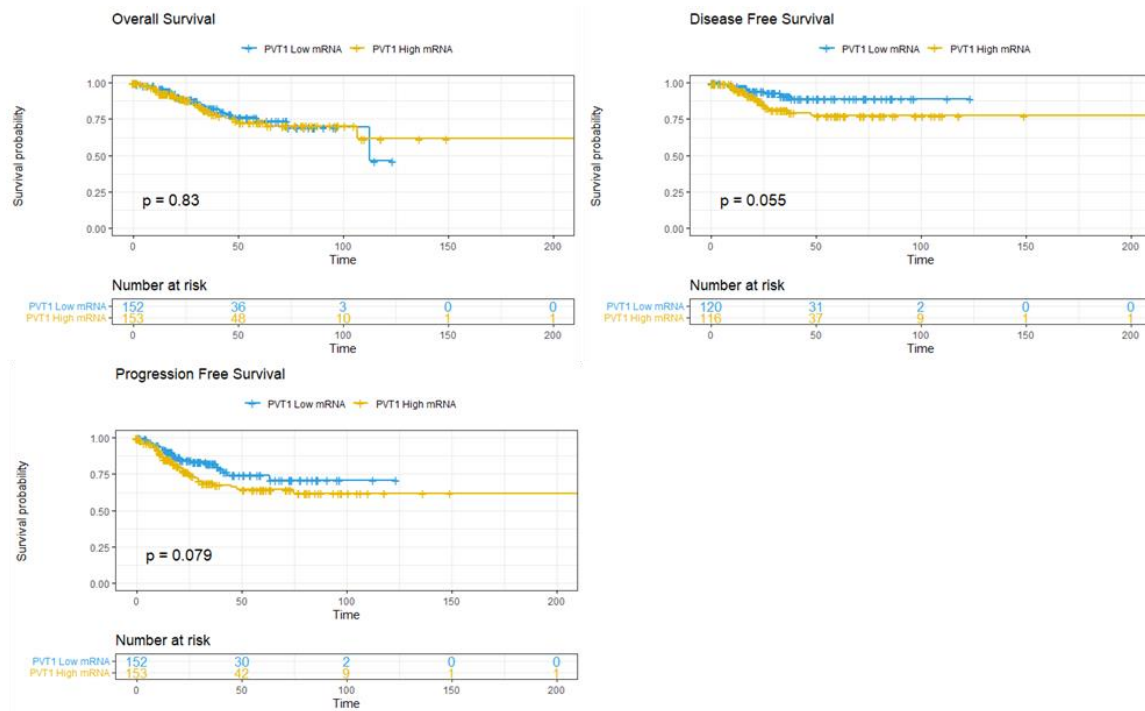 Overall Survival
PVT1 Low mRNA PVT1 High mRNA
Survival probability
1.00
0.75
0.50
0.25
0.00
p = 0.83
0 50 100 150 200
Time
Number at risk
PVT1 Low mRNA 152 36 3 0 0
PVT1 High mRNA 153 48 10 1 1
0 50 100 150 200
Time
Disease Free Survival
PVT1 Low mRNA PVT1 High mRNA
Survival probability
1.00
0.75
0.50
0.25
0.00
p = 0.055
0 50 100 150 200
Time
Number at risk
PVT1 Low mRNA 120 31 2 0 0
PVT1 High mRNA 116 37 9 1 1
0 50 100 150 200
Time
Progression Free Survival
PVT1 Low mRNA PVT1 High mRNA
Survival probability
1.00
0.75
0.50
0.25
0.00
p = 0.079
0 50 100 150 200
Time
Number at risk
PVT1 Low mRNA 152 30 2 0 0
PVT1 High mRNA 153 42 9 1 1
0 50 100 150 200
Time